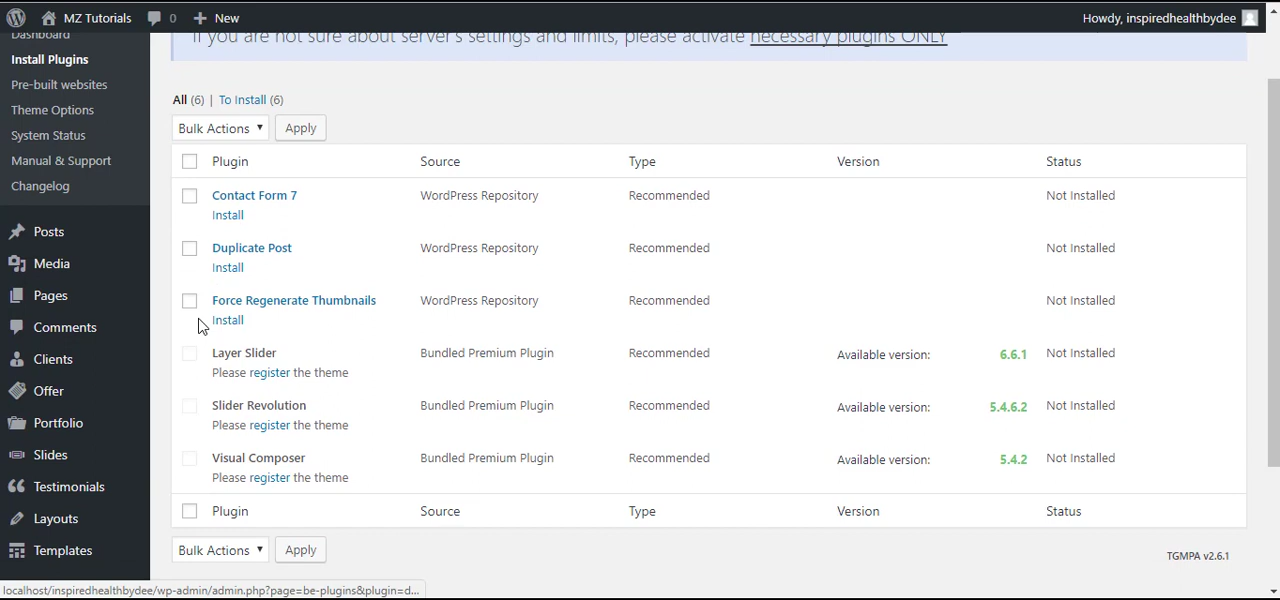 MZ Tutorials 0 + New Howdy, inspiredhealthbydee
Dashboard
Install Plugins
Pre-built websites
Theme Options
System Status
Manual & Support
Changelog
Posts
Media
Pages
Comments
Clients
Offer
Portfolio
Slides
Testimonials
Layouts
Templates
If you are not sure about server's settings and limits, please activate necessary plugins ONLY
All (6) | To Install (6)
Bulk Actions Apply
Plugin Source Type Version Status
Contact Form 7 WordPress Repository Recommended Not Installed
Install
Duplicate Post WordPress Repository Recommended Not Installed
Install
Force Regenerate Thumbnails WordPress Repository Recommended Not Installed
Install
Layer Slider Bundled Premium Plugin Recommended Available version: 6.6.1 Not Installed
Please register the theme
Slider Revolution Bundled Premium Plugin Recommended Available version: 5.4.6.2 Not Installed
Please register the theme
Visual Composer Bundled Premium Plugin Recommended Available version: 5.4.2 Not Installed
Please register the theme
Plugin Source Type Version Status
Bulk Actions Apply
TGMPA v2.6.1
localhost/inspiredhealthbydee/wp-admin/admin.php?page=be-plugins&plugin=d...